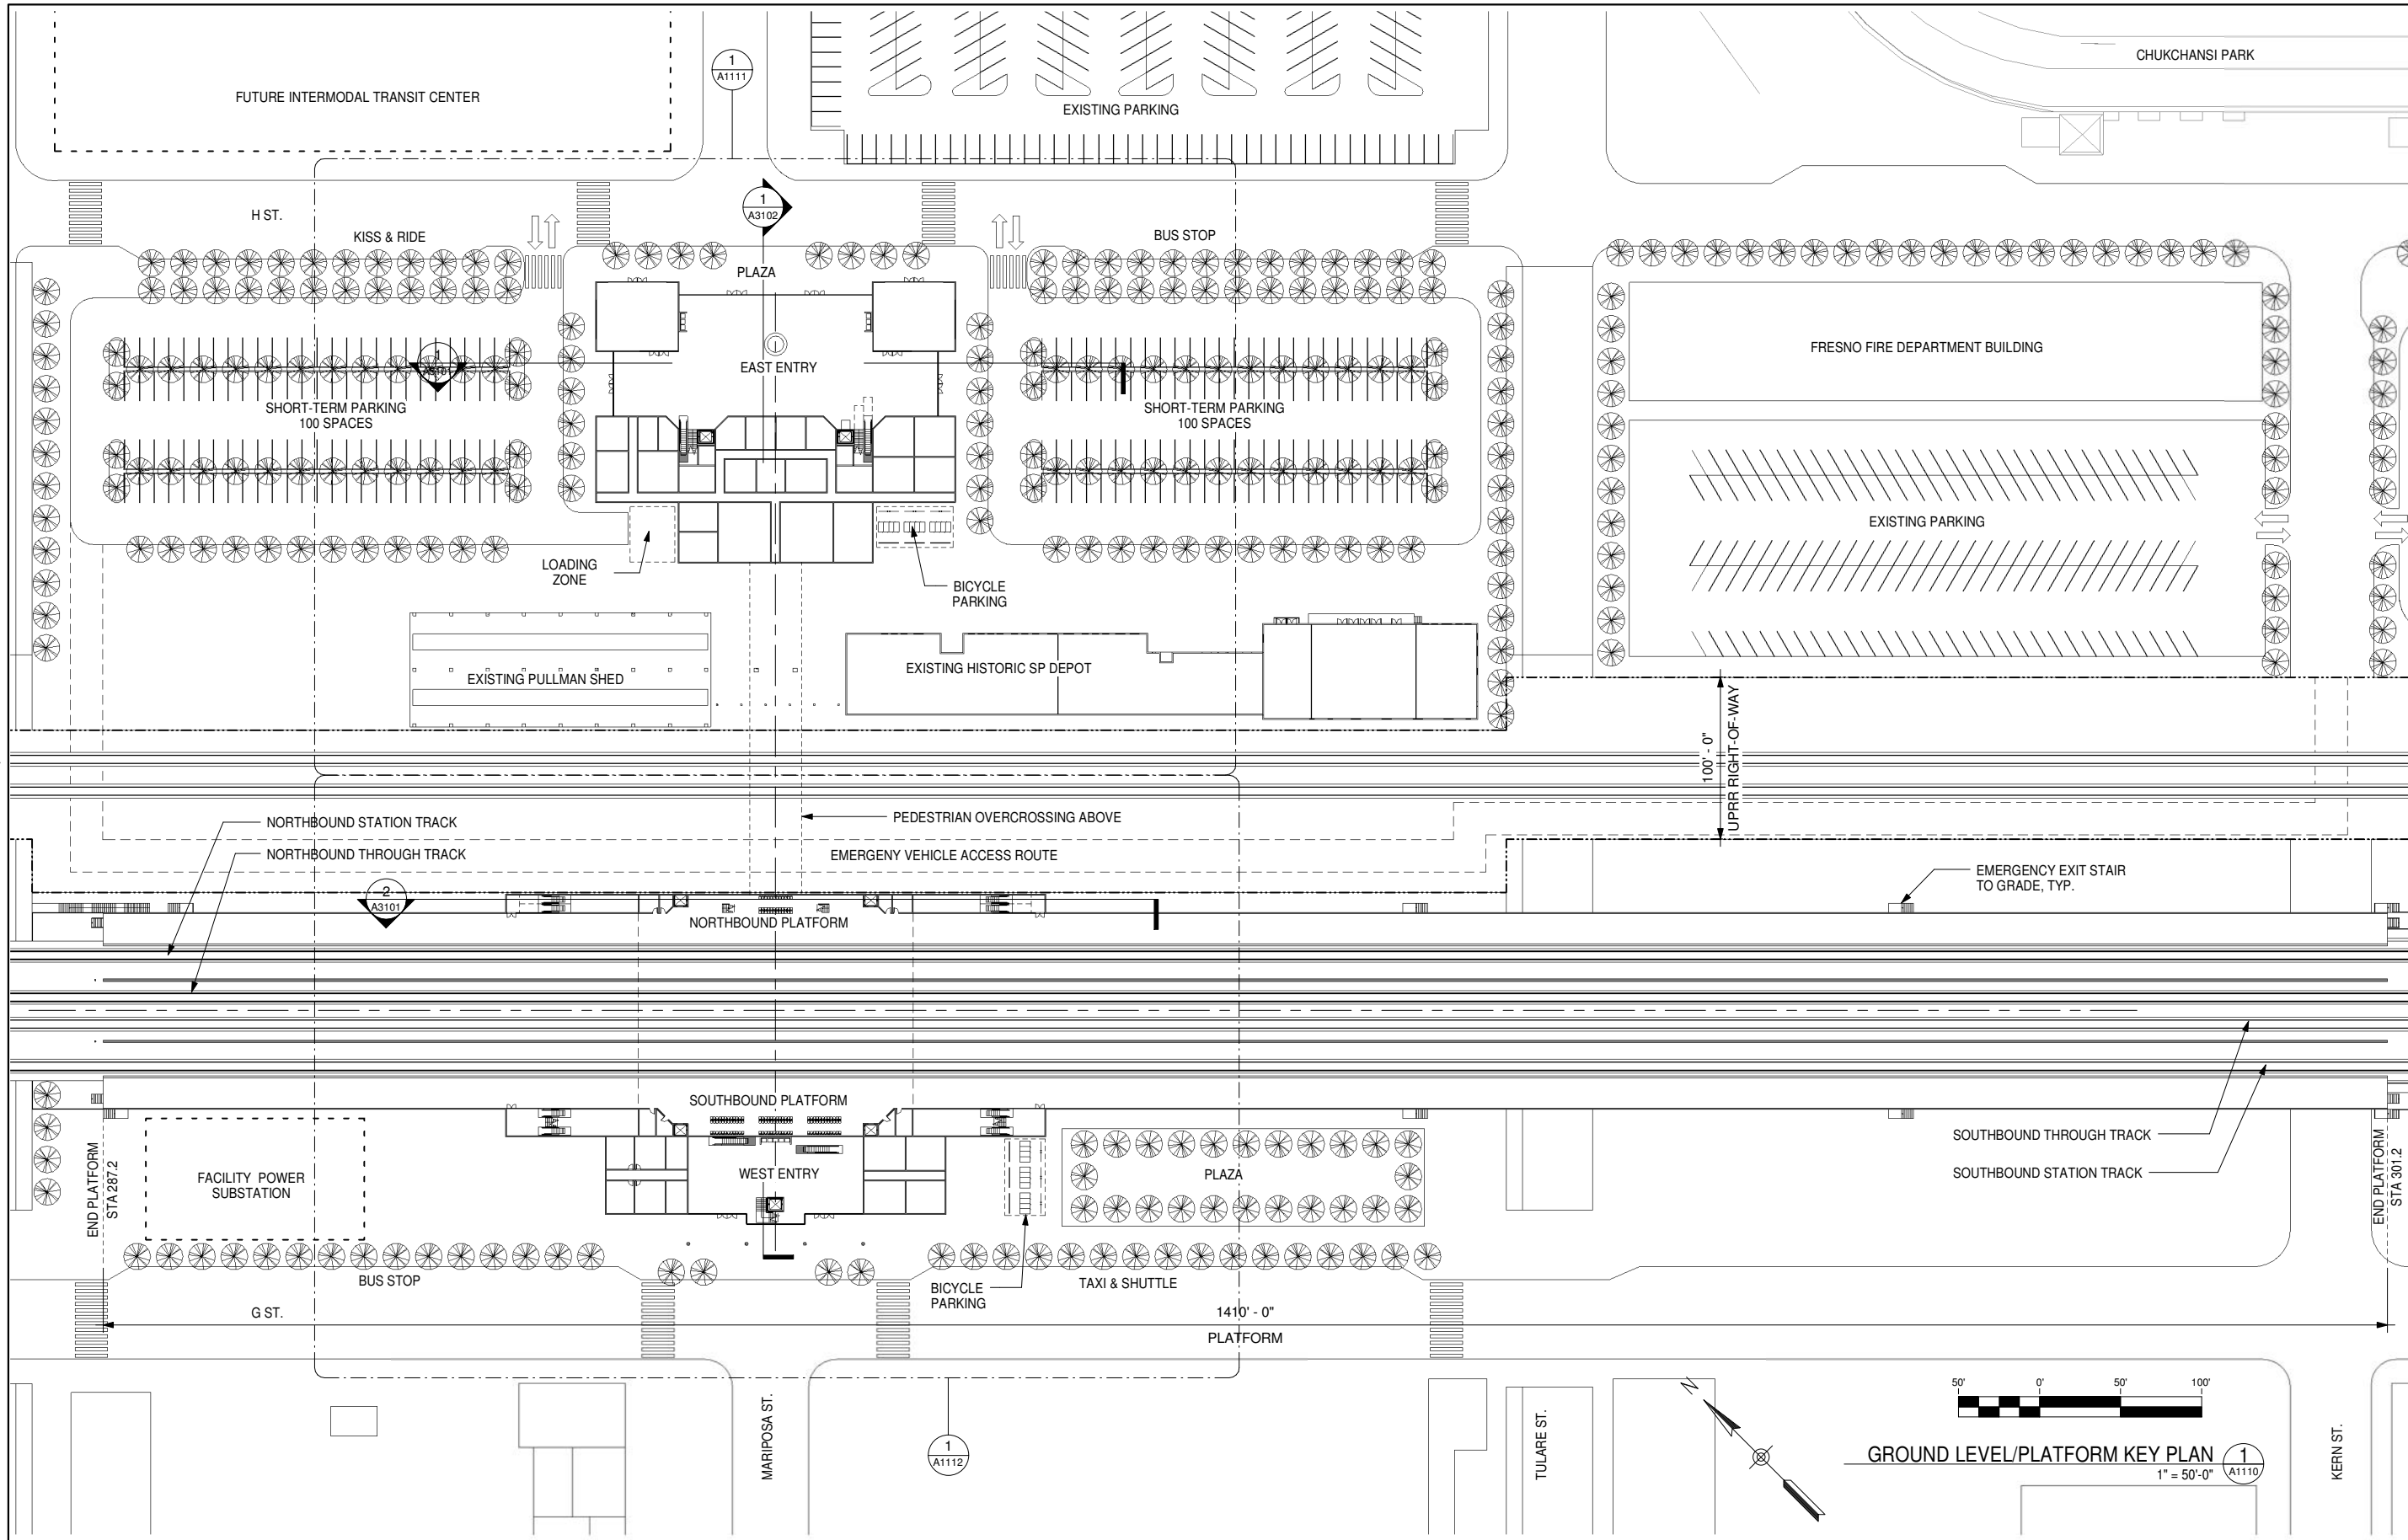 1
A1111
CHUKCHANSI PARK
FUTURE INTERMODAL TRANSIT CENTER
EXISTING PARKING
1
A3102
H ST.
KISS & RIDE
BUS STOP
PLAZA
FRESNO FIRE DEPARTMENT BUILDING
EAST ENTRY
1
A3101
SHORT-TERM PARKING
100 SPACES
SHORT-TERM PARKING
100 SPACES
EXISTING PARKING
LOADING
ZONE
BICYCLE
PARKING
EXISTING PULLMAN SHED
EXISTING HISTORIC SP DEPOT
100' - 0"
UPRR RIGHT-OF-WAY
NORTHBOUND STATION TRACK
PEDESTRIAN OVERCROSSING ABOVE
NORTHBOUND THROUGH TRACK
EMERGENY VEHICLE ACCESS ROUTE
EMERGENCY EXIT STAIR
TO GRADE, TYP.
2
A3101
NORTHBOUND PLATFORM
SOUTHBOUND PLATFORM
SOUTHBOUND THROUGH TRACK
SOUTHBOUND STATION TRACK
END PLATFORM
STA 287.2
FACILITY POWER
SUBSTATION
WEST ENTRY
PLAZA
END PLATFORM
STA 301.2
BUS STOP
BICYCLE
PARKING
TAXI & SHUTTLE
G ST.
1410' - 0"
PLATFORM
MARIPOSA ST.
1
A1112
TULARE ST.
N
50'
0'
50'
100'
GROUND LEVEL/PLATFORM KEY PLAN
1" = 50'-0"
1
A1110
KERN ST.